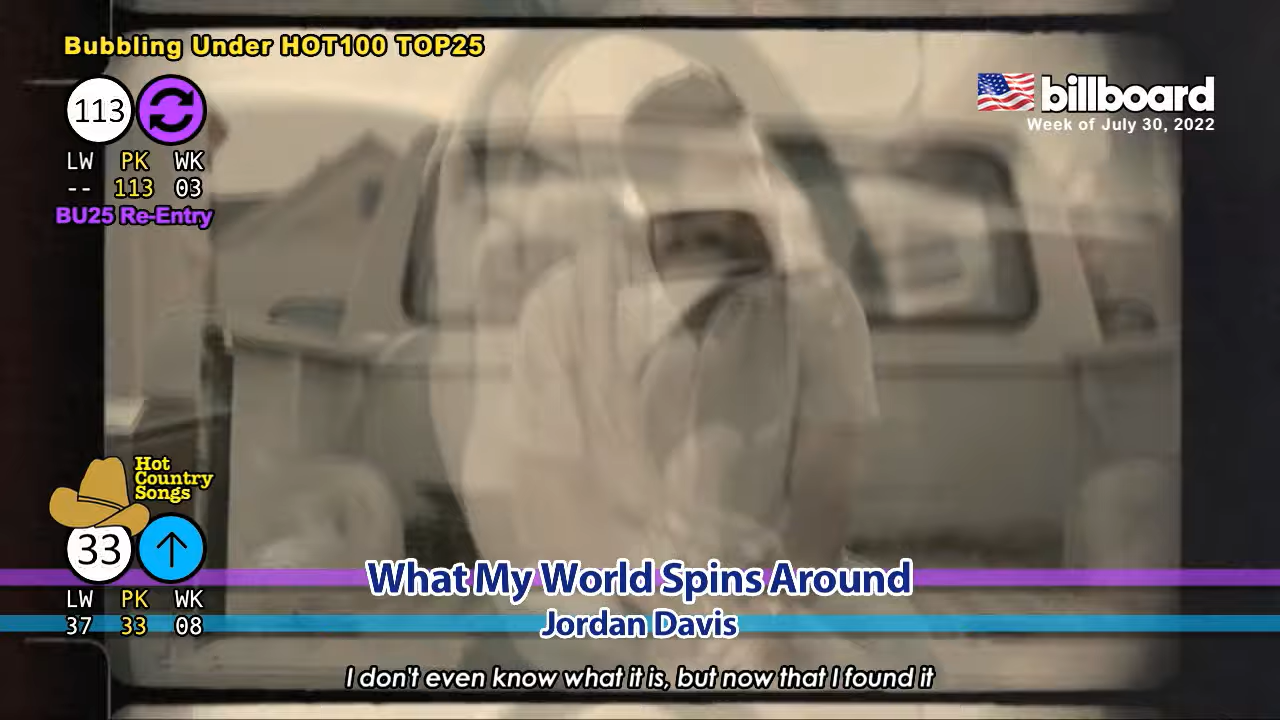 Bubbling Under HOT100 TOP25
113
LW PK WK
-- 113 03
BU25 Re-Entry
billboard
Week of July 30, 2022
Hot
Country
Songs
33
LW PK WK
37 33 08
What My World Spins Around
Jordan Davis
I don't even know what it is, but now that I found it